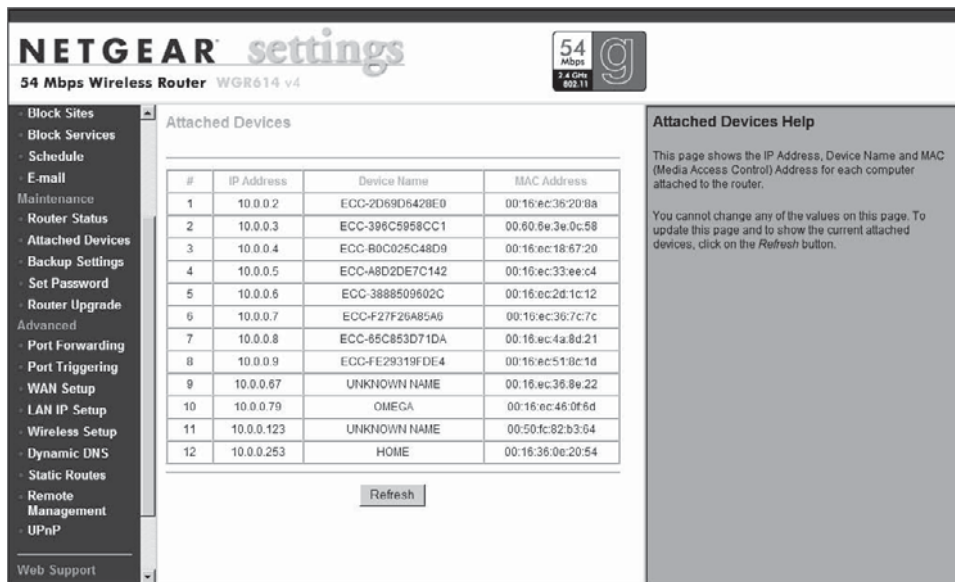 NETGEAR settings
54 Mbps Wireless Router WGR614 v4
54
Mbps
2.4 GHz
802.11
g
Block Sites
Block Services
Schedule
E-mail
Maintenance
Router Status
Attached Devices
Backup Settings
Set Password
Router Upgrade
Advanced
Port Forwarding
Port Triggering
WAN Setup
LAN IP Setup
Wireless Setup
Dynamic DNS
Static Routes
Remote
Management
UPnP
Web Support
Attached Devices
# IP Address Device Name MAC Address
1 10.0.0.2 ECC-2D69D6428E0 00:16:ec:36:20:8a
2 10.0.0.3 ECC-396C5958CC1 00:60:6e:3e:0c:58
3 10.0.0.4 ECC-B0C025C48D9 00:16:ec:18:67:20
4 10.0.0.5 ECC-A8D2DE7C142 00:16:ec:33:ee:c4
5 10.0.0.6 ECC-3888509602C 00:16:ec:2d:1c:12
6 10.0.0.7 ECC-F27F26A85A6 00:16:ec:36:7c:7c
7 10.0.0.8 ECC-65C853D71DA 00:16:ec:4a:8d:21
8 10.0.0.9 ECC-FE29319FDE4 00:16:ec:51:8c:1d
9 10.0.0.67 UNKNOWN NAME 00:16:ec:36:8e:22
10 10.0.0.79 OMEGA 00:16:ec:46:0f:6d
11 10.0.0.123 UNKNOWN NAME 00:50:fc:82:b3:64
12 10.0.0.253 HOME 00:16:36:0e:20:54
Refresh
Attached Devices Help
This page shows the IP Address, Device Name and MAC
(Media Access Control) Address for each computer
attached to the router.
You cannot change any of the values on this page. To
update this page and to show the current attached
devices, click on the Refresh button.